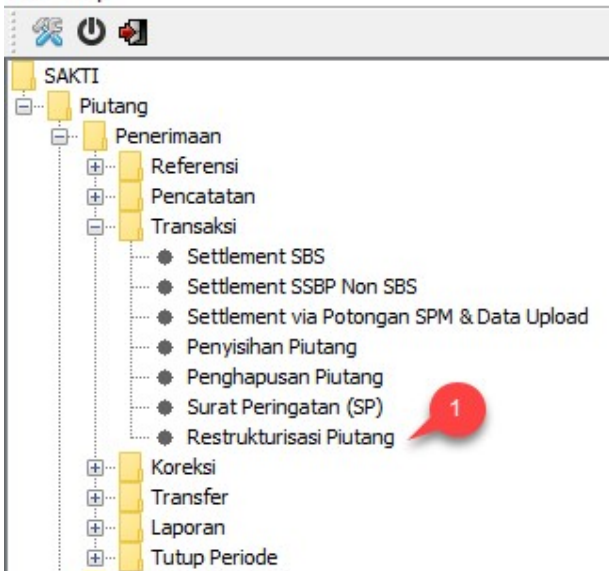 SAKTI
Piutang
Penerimaan
Referensi
Pencatatan
Transaksi
Settlement SBS
Settlement SSBP Non SBS
Settlement via Potongan SPM & Data Upload
Penyisihan Piutang
Penghapusan Piutang
Surat Peringatan (SP)
1
Restrukturisasi Piutang
Koreksi
Transfer
Laporan
Tutup Periode